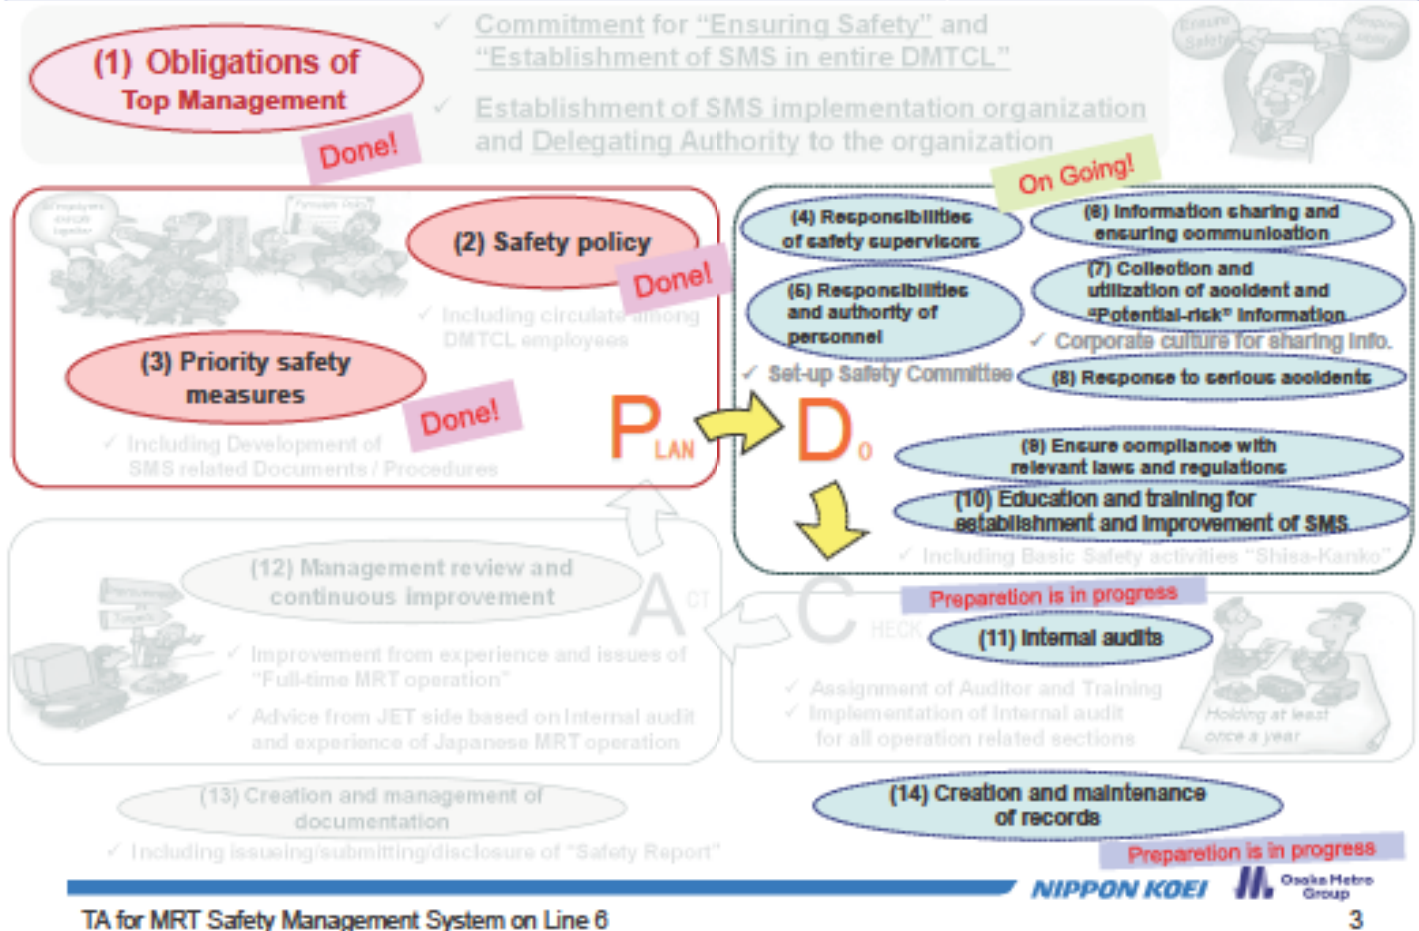 (1) Obligations of
Top Management
Done!
✓ Commitment for “Ensuring Safety” and
“Establishment of SMS in entire DMTCL”
✓ Establishment of SMS implementation organization
and Delegating Authority to the organization
Ensure
Safety
On Going!
All employees
execute
together
(2) Safety policy
Done!
✓ Including circulate among
DMTCL employees
(3) Priority safety
measures
Done!
✓ Including Development of
SMS related Documents / Procedures
PLAN
DO
(4) Responsibilities
of safety supervisors
(5) Responsibilities
and authority of
personnel
✓ Set-up Safety Committee
(6) Information sharing and
ensuring communication
(7) Collection and
utilization of accident and
“Potential-risk” Information
✓ Corporate culture for sharing Info.
(8) Response to serious accidents
(9) Ensure compliance with
relevant laws and regulations
(10) Education and training for
establishment and Improvement of SMS
✓ Including Basic Safety activities “Shisa-Kanko”
(12) Management review and
continuous improvement
ACT
✓ Improvement from experience and issues of
“Full-time MRT operation”
✓ Advice from JET side based on Internal audit
and experience of Japanese MRT operation
CHECK
Preparation is in progress
(11) Internal audits
✓ Assignment of Auditor and Training
✓ Implementation of Internal audit
for all operation related sections
Holding at least
once a year
(13) Creation and management of
documentation
✓ Including issueing/submitting/disclosure of “Safety Report”
(14) Creation and maintenance
of records
Preparation is in progress
NIPPON KOEI
Osaka Metro
Group
TA for MRT Safety Management System on Line 6
3